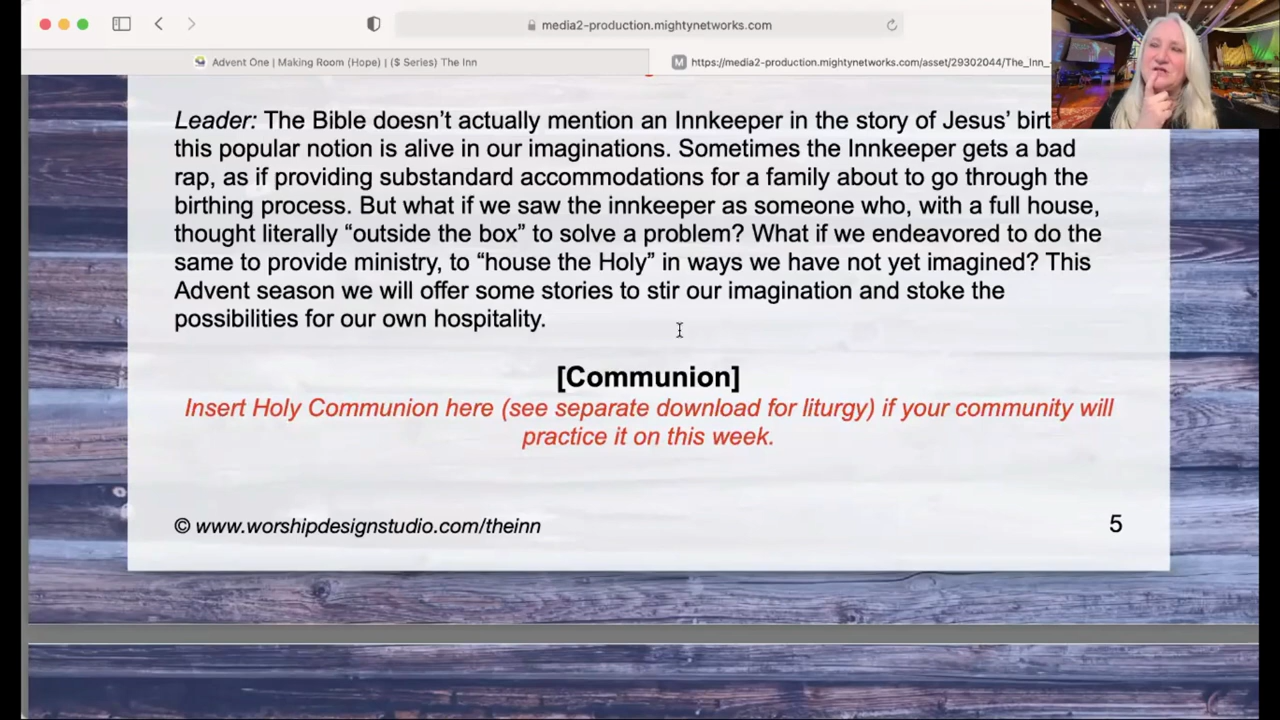 media2-production.mightynetworks.com
Advent One | Making Room (Hope) | ($ Series) The Inn
M https://media2-production.mightynetworks.com/asset/29302044/The_Inn_
Leader: The Bible doesn't actually mention an Innkeeper in the story of Jesus'
this popular notion is alive in our imaginations. Sometimes the Innkeeper gets a bad
rap, as if providing substandard accommodations for a family about to go through the
birthing process. But what if we saw the innkeeper as someone who, with a full house,
thought literally “outside the box” to solve a problem? What if we endeavored to do the
same to provide ministry, to “house the Holy” in ways we have not yet imagined? This
Advent season we will offer some stories to stir our imagination and stoke the
possibilities for our own hospitality.
[Communion]
Insert Holy Communion here (see separate download for liturgy) if your community will
practice it on this week.
© www.worshipdesignstudio.com/theinn
5